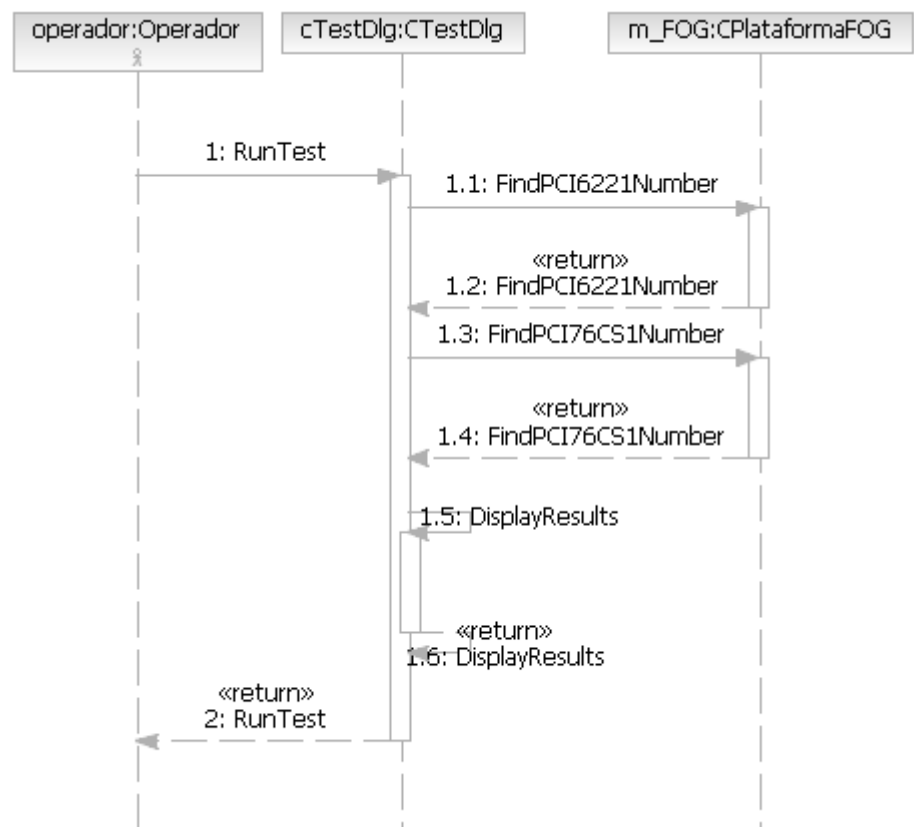 operador:Operador
cTestDlg:CTestDlg
m_FOG:CPlataformaFOG
1: RunTest
1.1: FindPCI6221Number
«return»
1.2: FindPCI6221Number
1.3: FindPCI76CS1Number
«return»
1.4: FindPCI76CS1Number
1.5: DisplayResults
«return»
1.6: DisplayResults
«return»
2: RunTest